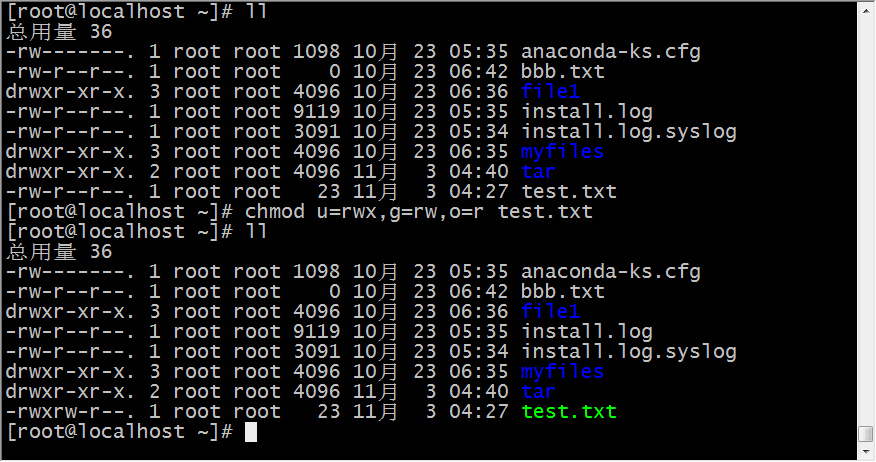 [root@localhost ~]# ll
总用量 36
-rw-------. 1 root root 1098 10月 23 05:35 anaconda-ks.cfg
-rw-r--r--. 1 root root    0 10月 23 06:42 bbb.txt
drwxr-xr-x. 3 root root 4096 10月 23 06:36 file1
-rw-r--r--. 1 root root 9119 10月 23 05:35 install.log
-rw-r--r--. 1 root root 3091 10月 23 05:34 install.log.syslog
drwxr-xr-x. 3 root root 4096 10月 23 06:35 myfiles
drwxr-xr-x. 2 root root 4096 11月  3 04:40 tar
-rw-r--r--. 1 root root   23 11月  3 04:27 test.txt
[root@localhost ~]# chmod u=rwx,g=rw,o=r test.txt
[root@localhost ~]# ll
总用量 36
-rw-------. 1 root root 1098 10月 23 05:35 anaconda-ks.cfg
-rw-r--r--. 1 root root    0 10月 23 06:42 bbb.txt
drwxr-xr-x. 3 root root 4096 10月 23 06:36 file1
-rw-r--r--. 1 root root 9119 10月 23 05:35 install.log
-rw-r--r--. 1 root root 3091 10月 23 05:34 install.log.syslog
drwxr-xr-x. 3 root root 4096 10月 23 06:35 myfiles
drwxr-xr-x. 2 root root 4096 11月  3 04:40 tar
-rwxrw-r--. 1 root root   23 11月  3 04:27 test.txt
[root@localhost ~]#